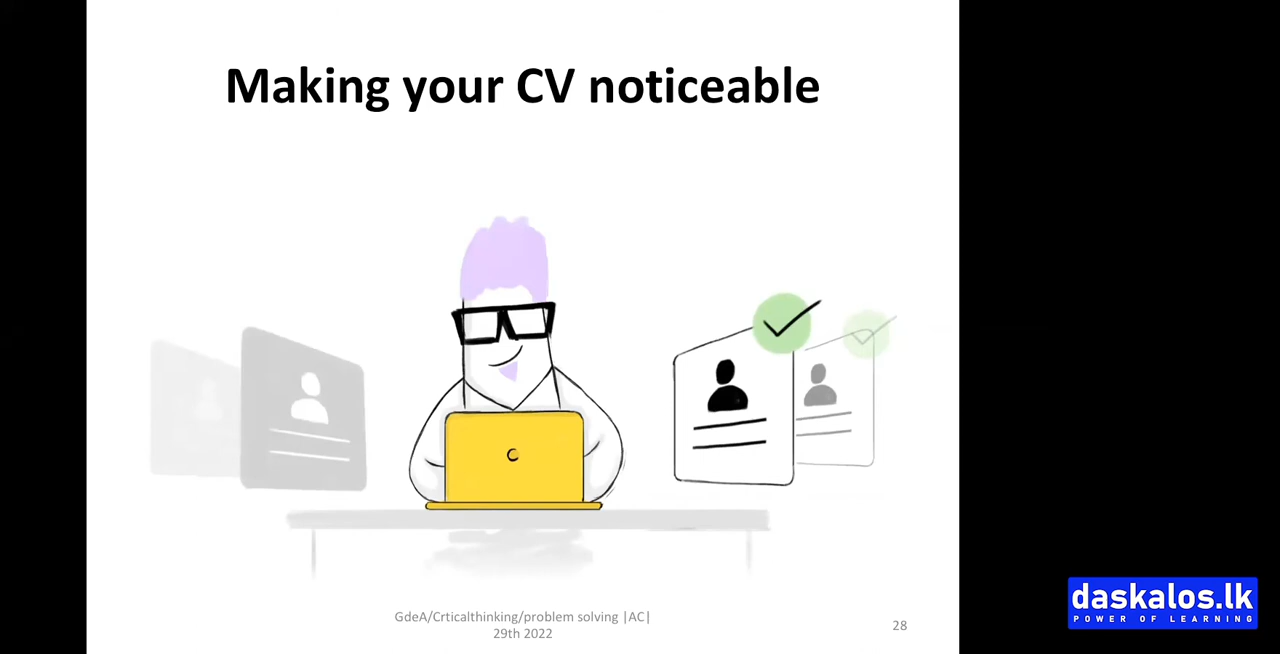 Making your CV noticeable
GdeA/Crticalthinking/problem solving |AC|
29th 2022
28
daskalos.lk
POWER OF LEARNING